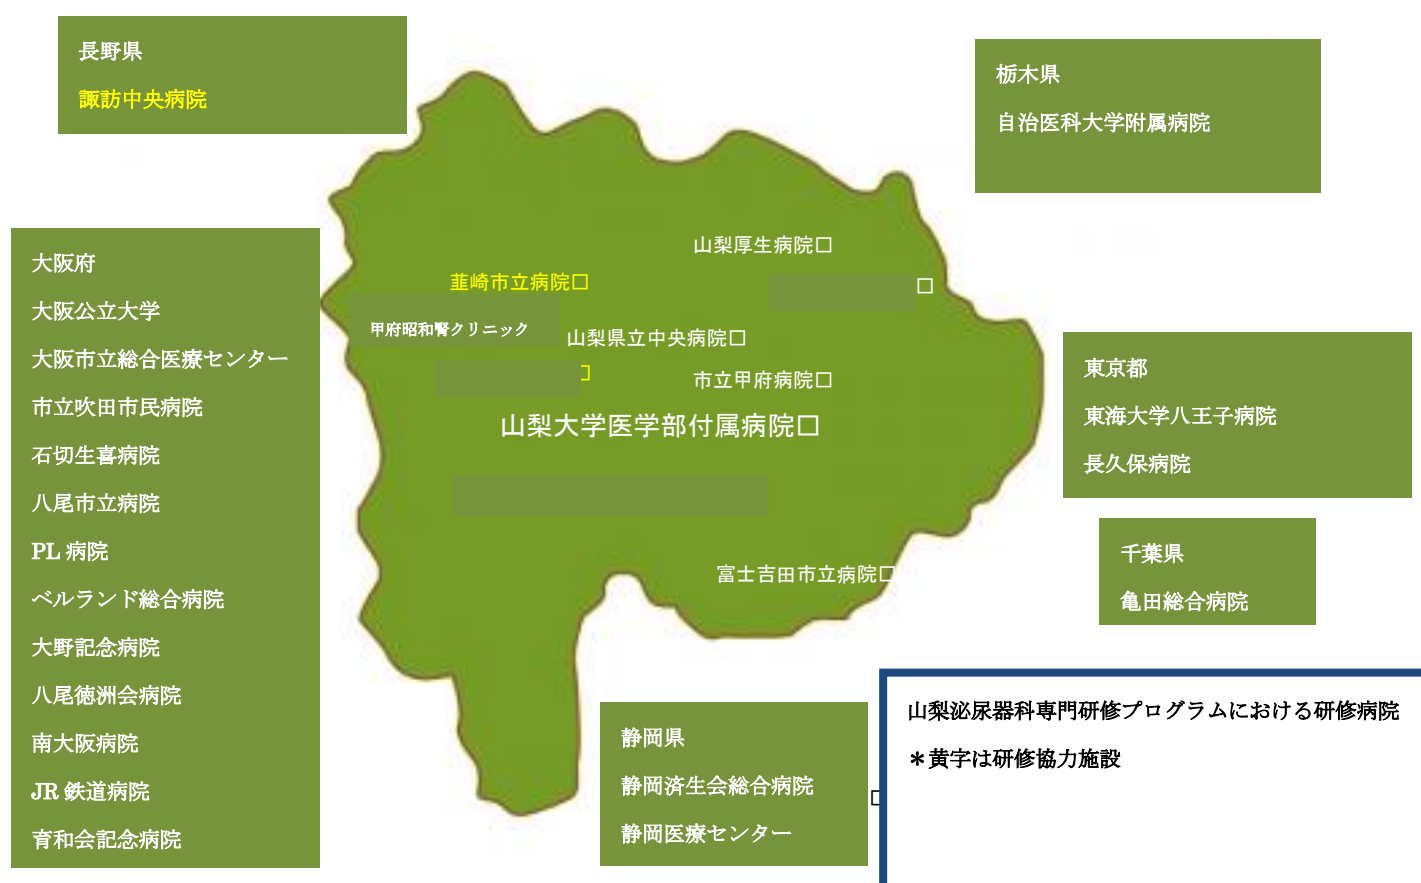 長野県
諏訪中央病院
栃木県
自治医科大学附属病院
大阪府
大阪公立大学
大阪市立総合医療センター
市立吹田市民病院
石切生喜病院
八尾市立病院
PL 病院
ベルランド総合病院
大野記念病院
八尾徳洲会病院
南大阪病院
JR 鉄道病院
育和会記念病院
山梨厚生病院□
韮崎市立病院□
甲府昭和腎クリニック
山梨県立中央病院□
市立甲府病院□
山梨大学医学部付属病院□
富士吉田市立病院□
東京都
東海大学八王子病院
長久保病院
千葉県
亀田総合病院
静岡県
静岡済生会総合病院
静岡医療センター
山梨泌尿器科専門研修プログラムにおける研修病院
＊黄字は研修協力施設